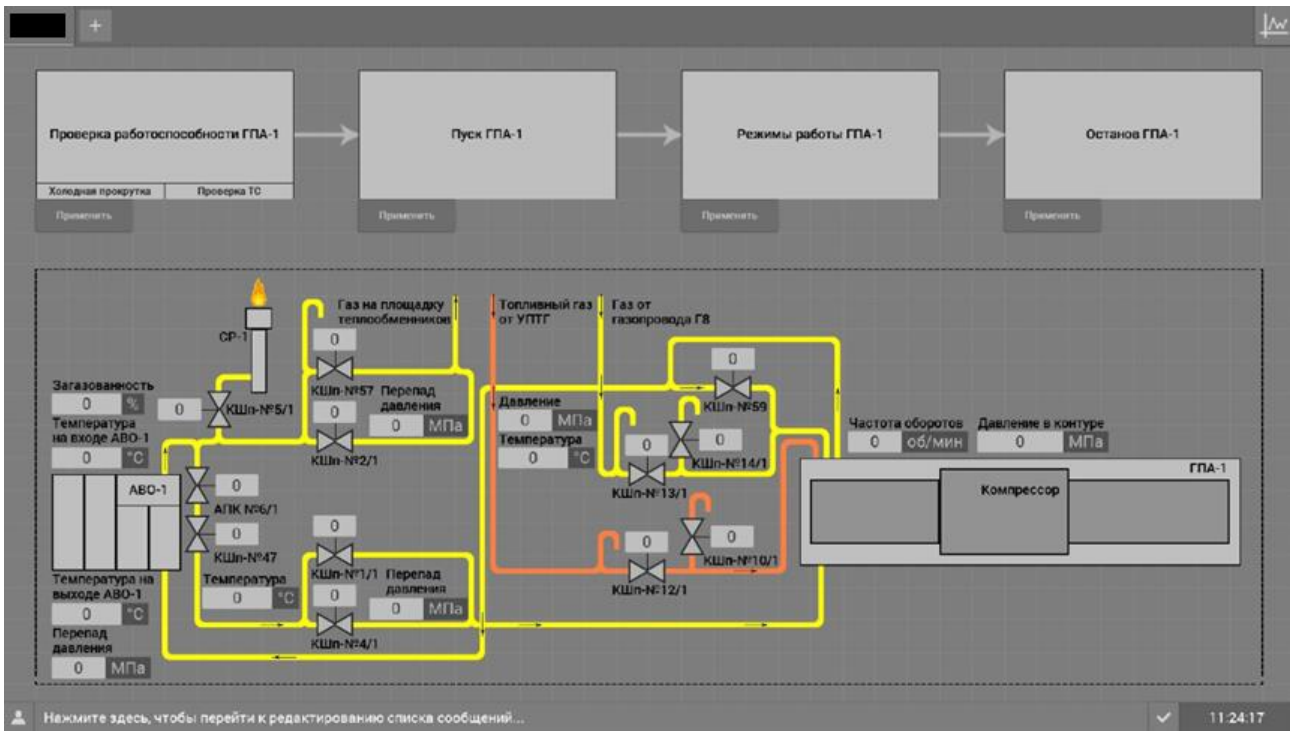 +
Проверка работоспособности ГПА-1
Холодная прокрутка
Проверка ТС
Применить
Пуск ГПА-1
Применить
Режимы работы ГПА-1
Применить
Останов ГПА-1
Применить
СР-1
Газ на площадку
теплообменников
Топливный газ
от УПТГ
Газ от
газопровода Г8
Загазованность
0 %
Температура
на входе АВО-1
0 °C
0
КШп-№5/1
0
КШп-№57
0
КШп-№2/1
Перепад
давления
0 МПа
Давление
0 МПа
Температура
0 °C
0
КШп-№59
0
КШп-№14/1
0
КШп-№13/1
Частота оборотов
0 об/мин
Давление в контуре
0 МПа
ГПА-1
Компрессор
АВО-1
0
АПК №6/1
0
КШп-№47
0
КШп-№1/1
0
КШп-№4/1
Температура
0 °C
Перепад
давления
0 МПа
0
КШп-№10/1
0
КШп-№12/1
Температура на
выходе АВО-1
0 °C
Перепад
давления
0 МПа
Нажмите здесь, чтобы перейти к редактированию списка сообщений...
11:24:17